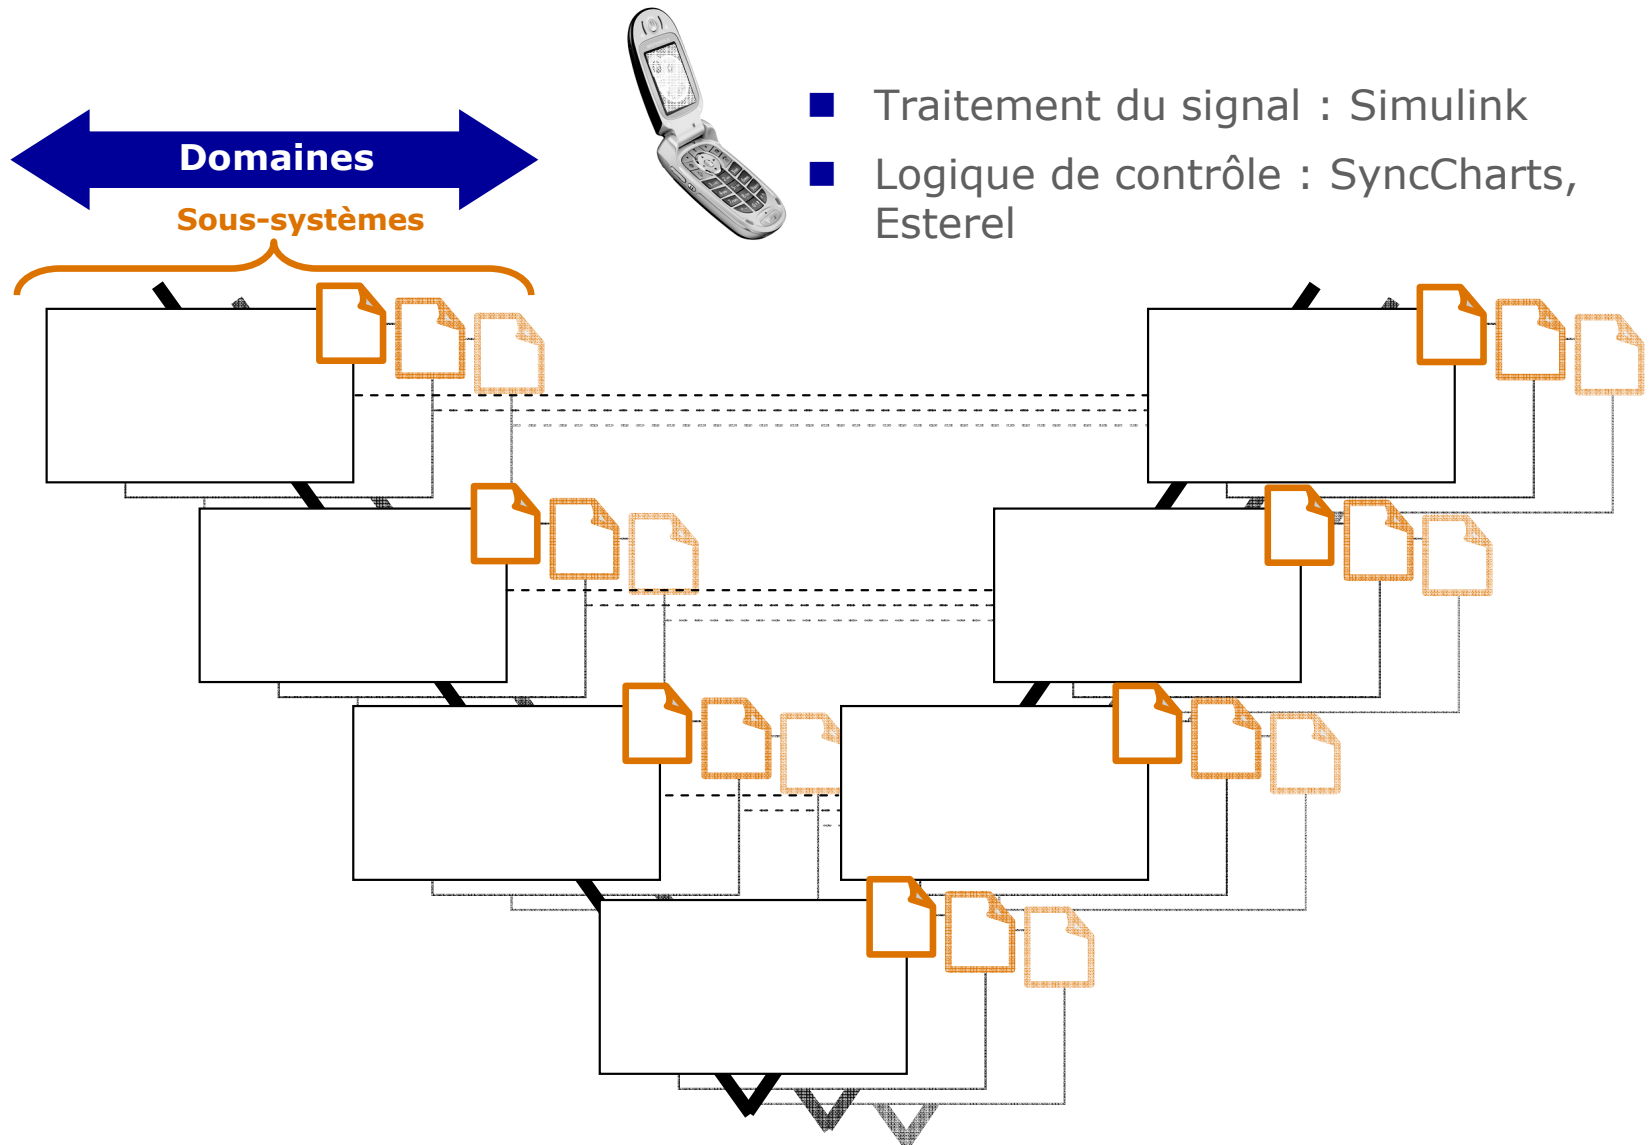 Traitement du signal : Simulink
Domaines
Logique de contrôle : SyncCharts,
Esterel
Sous-systèmes